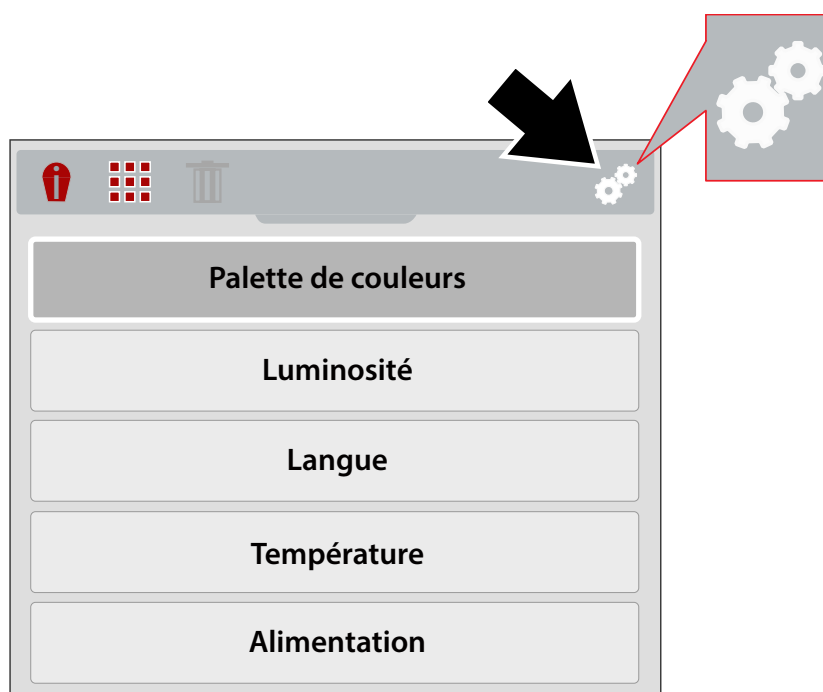 Palette de couleurs
Luminosité
Langue
Température
Alimentation